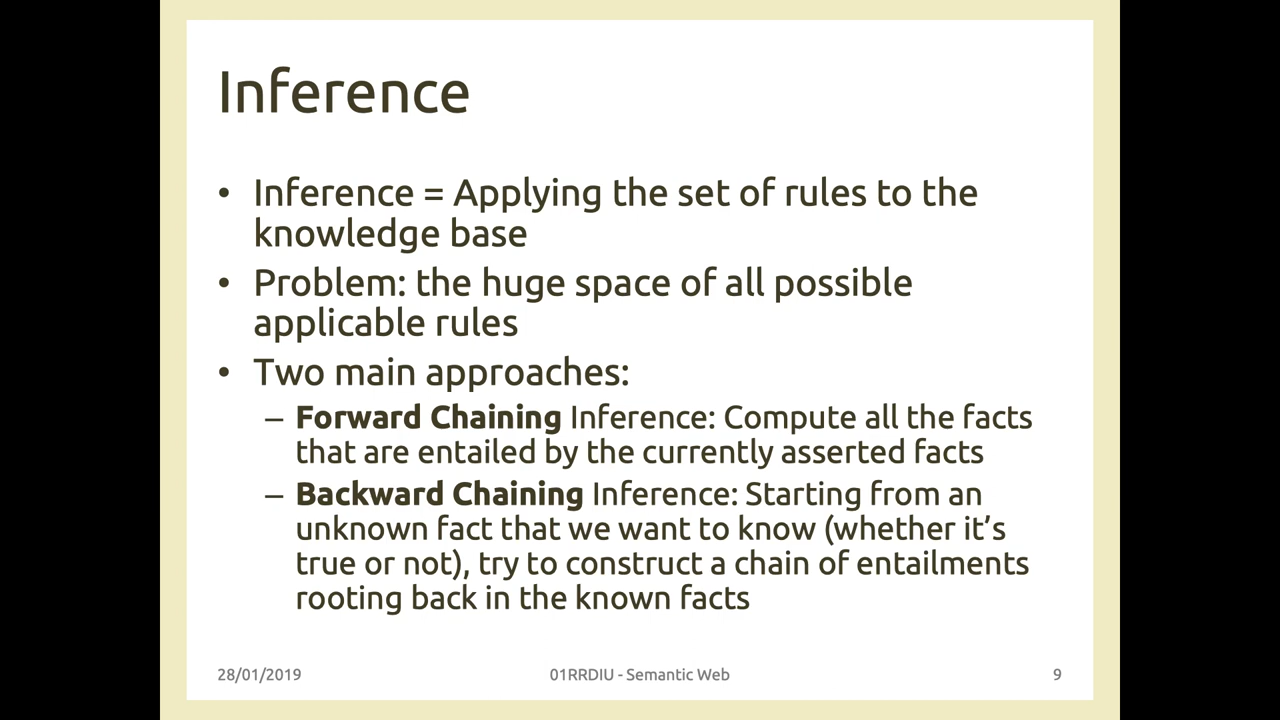 Inference
• Inference = Applying the set of rules to the
knowledge base
• Problem: the huge space of all possible
applicable rules
• Two main approaches:
– Forward Chaining Inference: Compute all the facts
that are entailed by the currently asserted facts
– Backward Chaining Inference: Starting from an
unknown fact that we want to know (whether it’s
true or not), try to construct a chain of entailments
rooting back in the known facts
28/01/2019 01RRDIU - Semantic Web 9